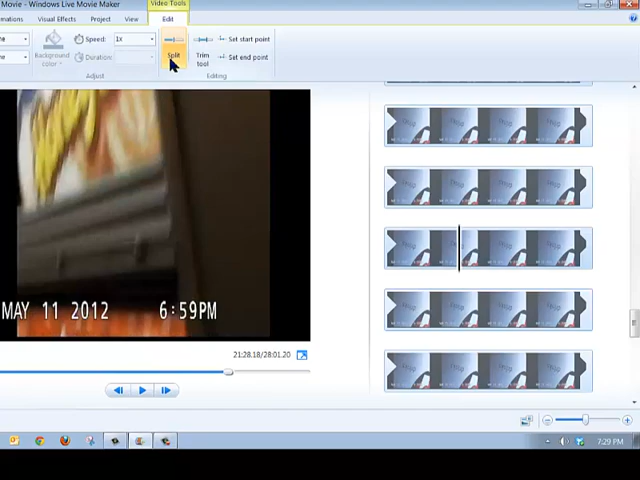 Movie - Windows Live Movie Maker
Video Tools
mations Visual Effects Project View Edit
Background color
Speed: 1x
Duration:
Adjust
Split
Trim tool
Set start point
Set end point
Editing
MAY 11 2012 6:59PM
21:28.18/28:01.20
7:29 PM